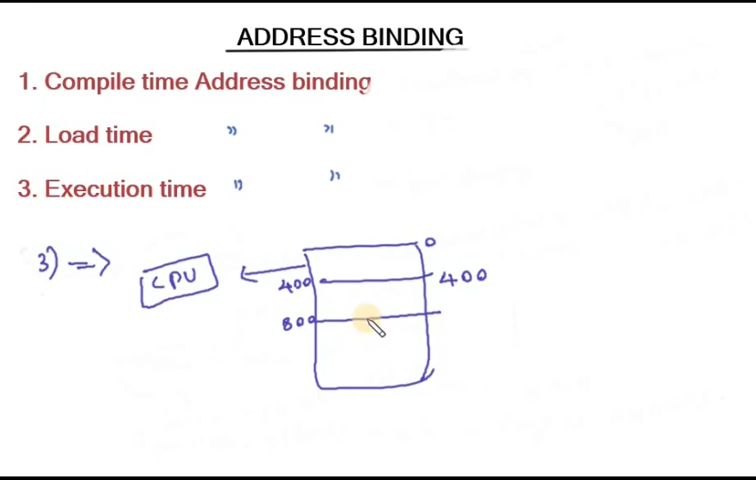 ADDRESS BINDING
1. Compile time Address binding
2. Load time " "
3. Execution time " "
3) => CPU
0
400 400
800